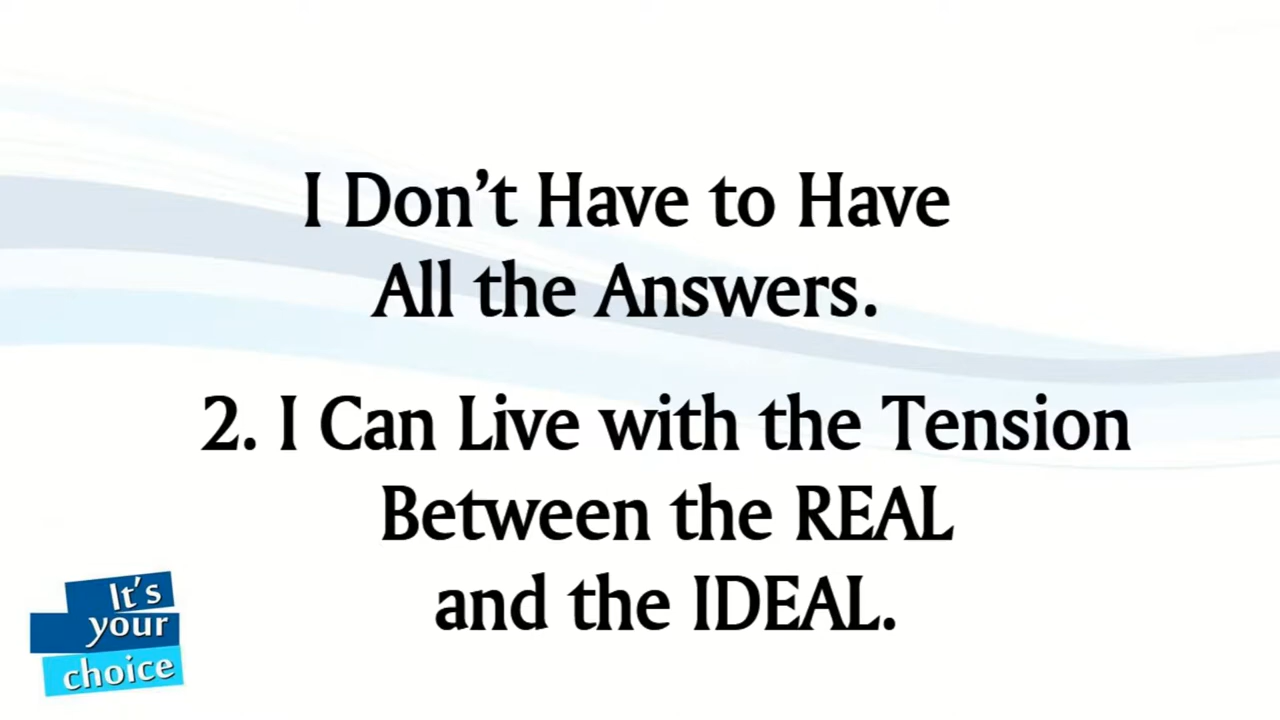 I Don’t Have to Have
All the Answers.
2. I Can Live with the Tension
Between the REAL
and the IDEAL.
It's
your
choice